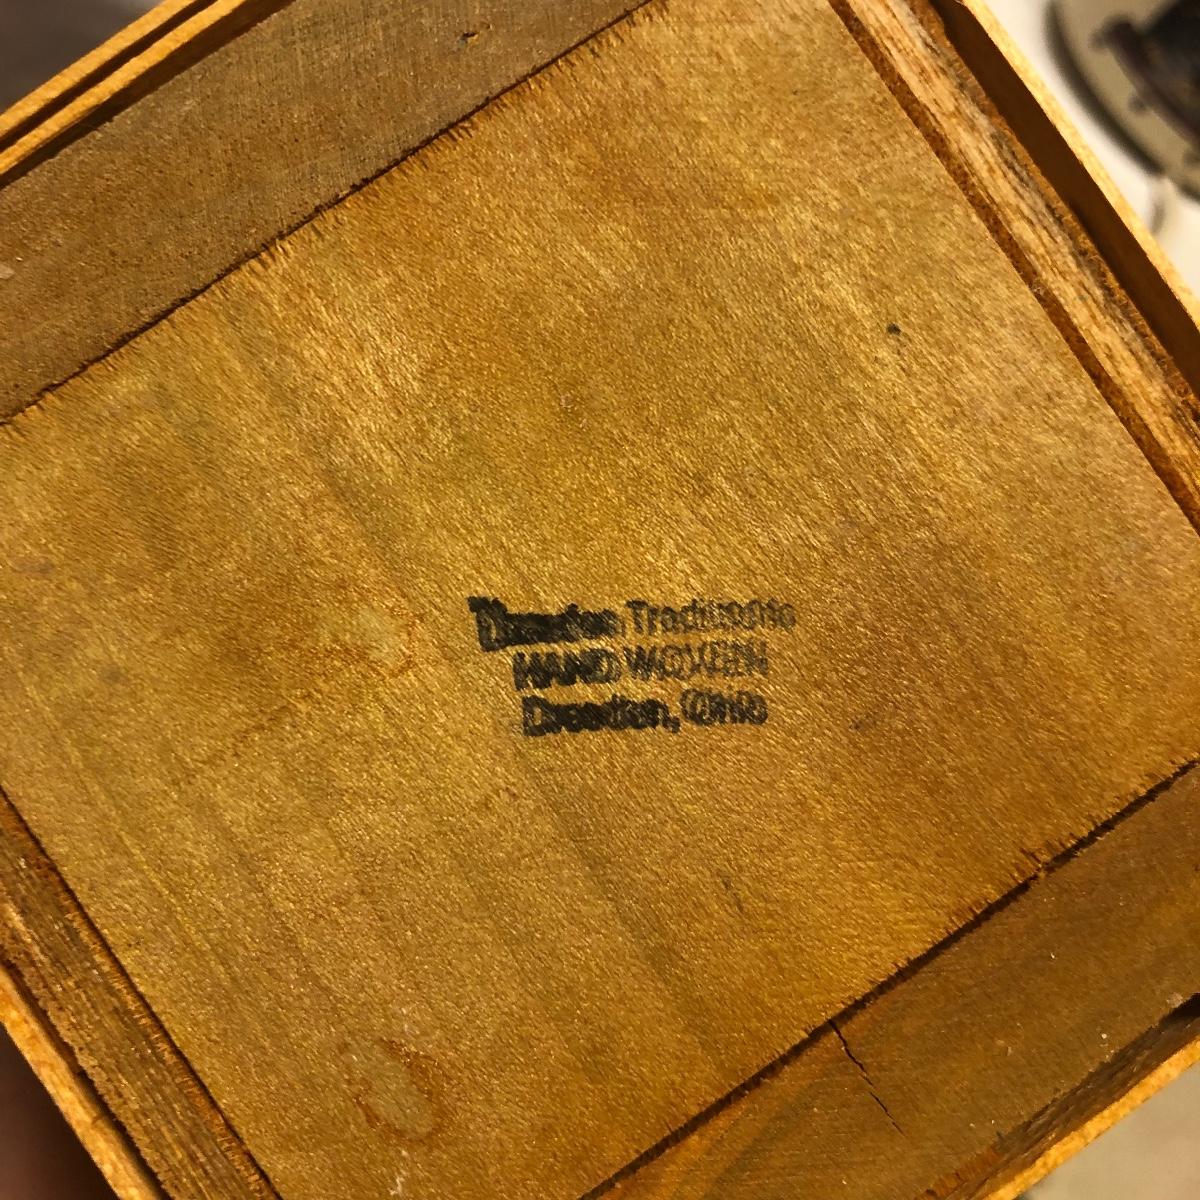 Dresden Traditions
HAND WOVEN
Dresden, Ohio